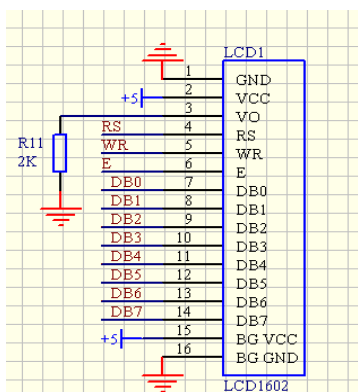 LCD1
1 GND
+5 2 VCC
3 VO
RS 4 RS
R11 WR 5 WR
2K E 6 E
DB0 7 DB0
DB1 8 DB1
DB2 9 DB2
DB3 10 DB3
DB4 11 DB4
DB5 12 DB5
DB6 13 DB6
DB7 14 DB7
+5 15 BG VCC
16 BG GND
LCD1602